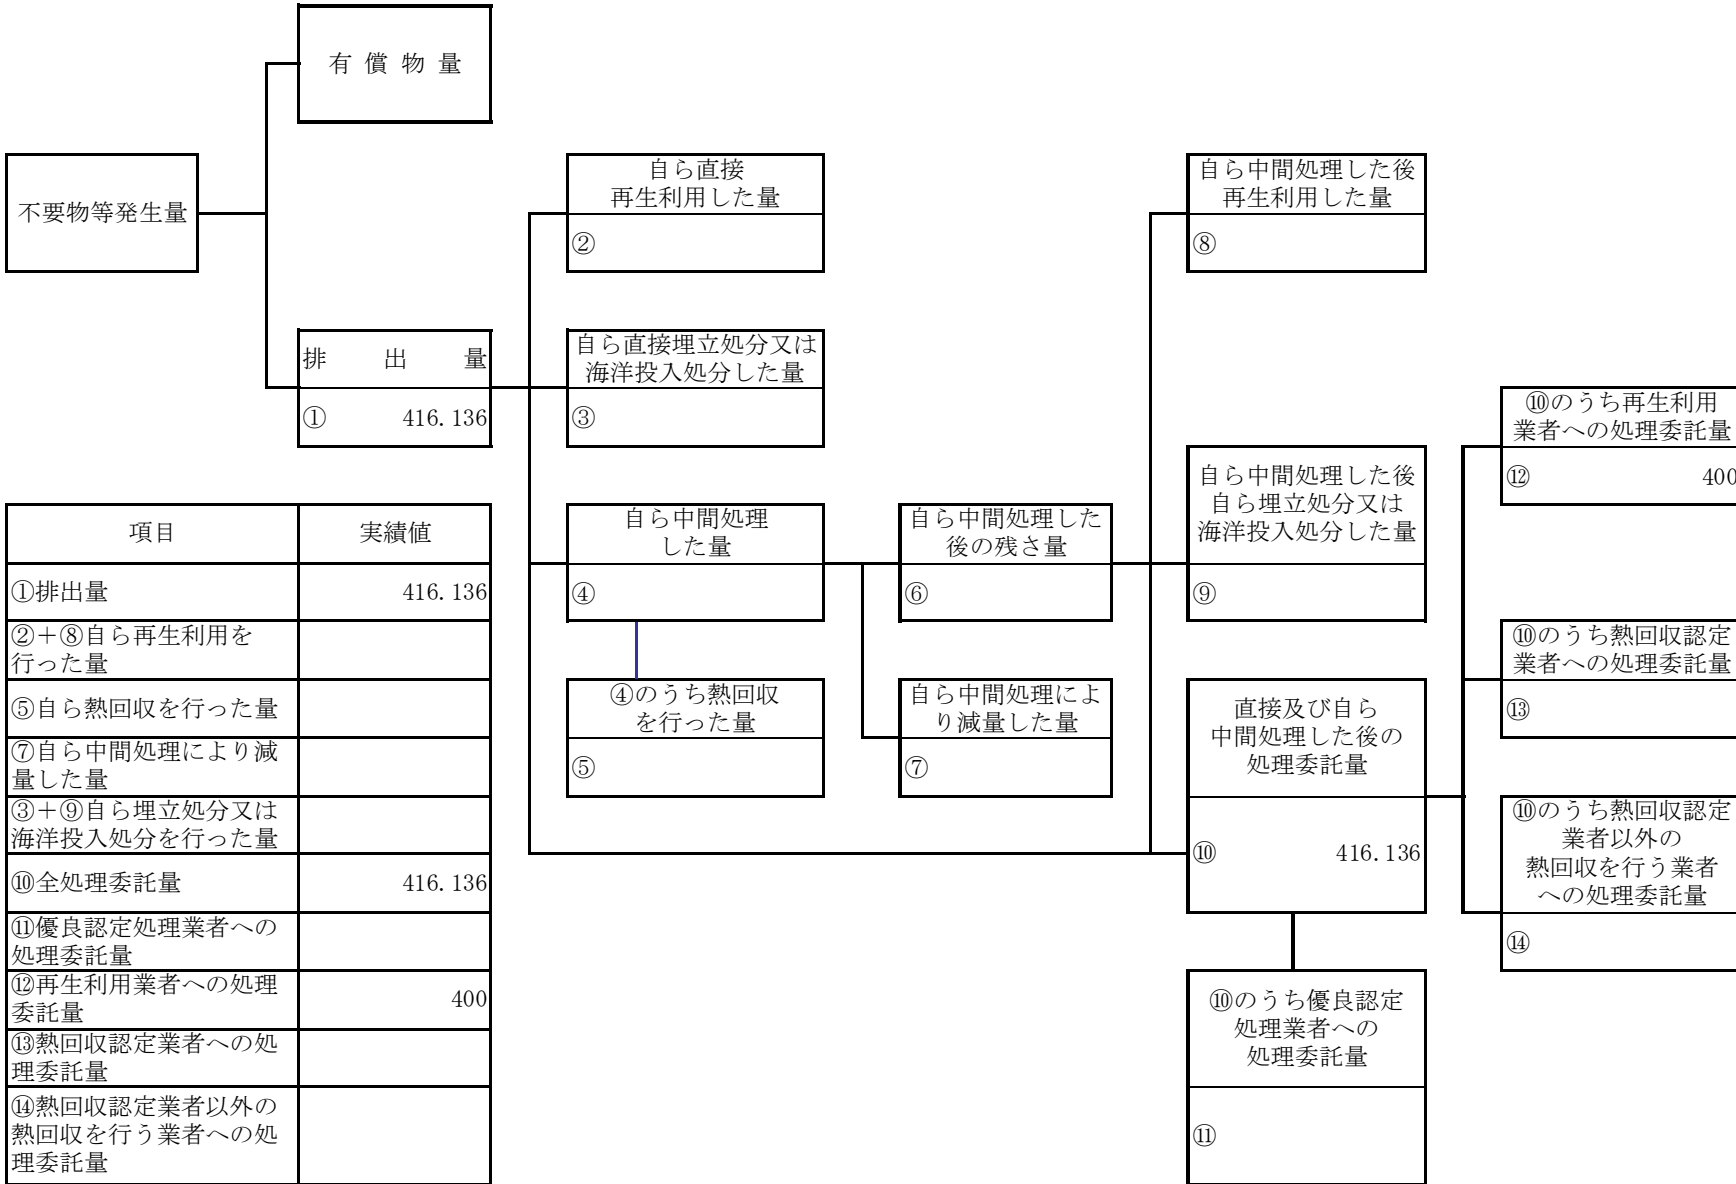 有償物量
不要物等発生量
自ら直接
再生利用した量
②
自ら中間処理した後
再生利用した量
⑧
排出量
① 416.136
自ら直接埋立処分又は
海洋投入処分した量
③
⑩のうち再生利用
業者への処理委託量
⑫ 400
自ら中間処理した後
自ら埋立処分又は
海洋投入処分した量
⑨
自ら中間処理
した量
④
自ら中間処理した
後の残さ量
⑥
⑩のうち熱回収認定
業者への処理委託量
⑬
④のうち熱回収
を行った量
⑤
自ら中間処理によ
り減量した量
⑦
直接及び自ら
中間処理した後の
処理委託量
⑩ 416.136
⑩のうち熱回収認定
業者以外の
熱回収を行う業者
への処理委託量
⑭
⑩のうち優良認定
処理業者への
処理委託量
⑪
項目 実績値
①排出量 416.136
②＋⑧自ら再生利用を
行った量
⑤自ら熱回収を行った量
⑦自ら中間処理により減
量した量
③＋⑨自ら埋立処分又は
海洋投入処分を行った量
⑩全処理委託量 416.136
⑪優良認定処理業者への
処理委託量
⑫再生利用業者への処理
委託量 400
⑬熱回収認定業者への処
理委託量
⑭熱回収認定業者以外の
熱回収を行う業者への処
理委託量